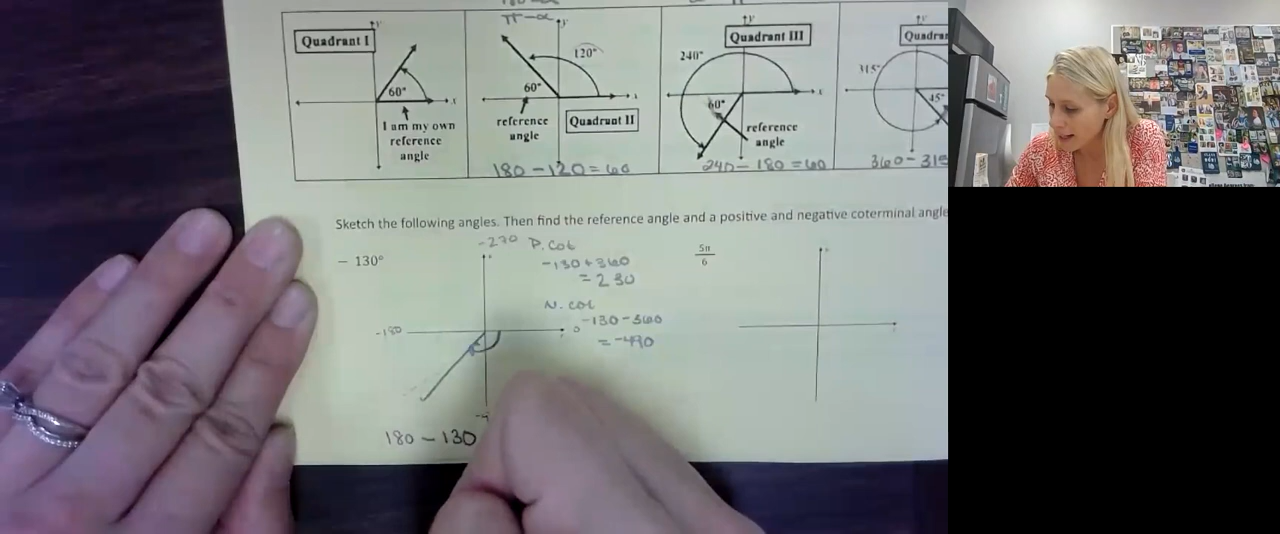 π-α
y
y
y
Quadrant I
60°
x
I am my own
reference
angle
120°
60°
x
reference
angle
Quadrant II
180-120=60
Quadrant III
240°
60°
x
reference
angle
240-180=60
315°
45°
360-315
Sketch the following angles. Then find the reference angle and a positive and negative coterminal angle
- 130°
-270
P. Cot
-130+360
= 230
N. cot
-130-360
= -490
-180
0
180-130
5π
6